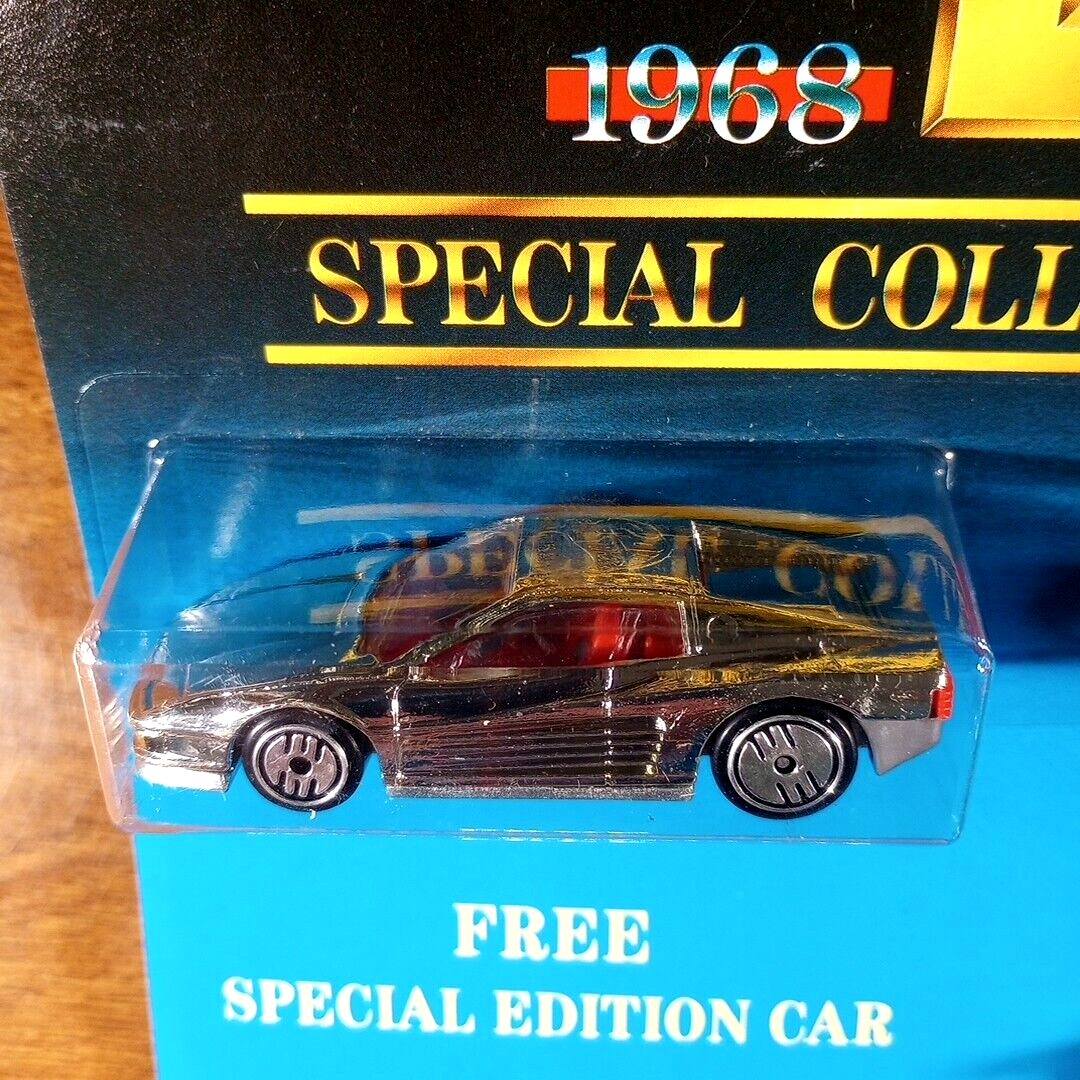 1968
SPECIAL COLL
FREE
SPECIAL EDITION CAR